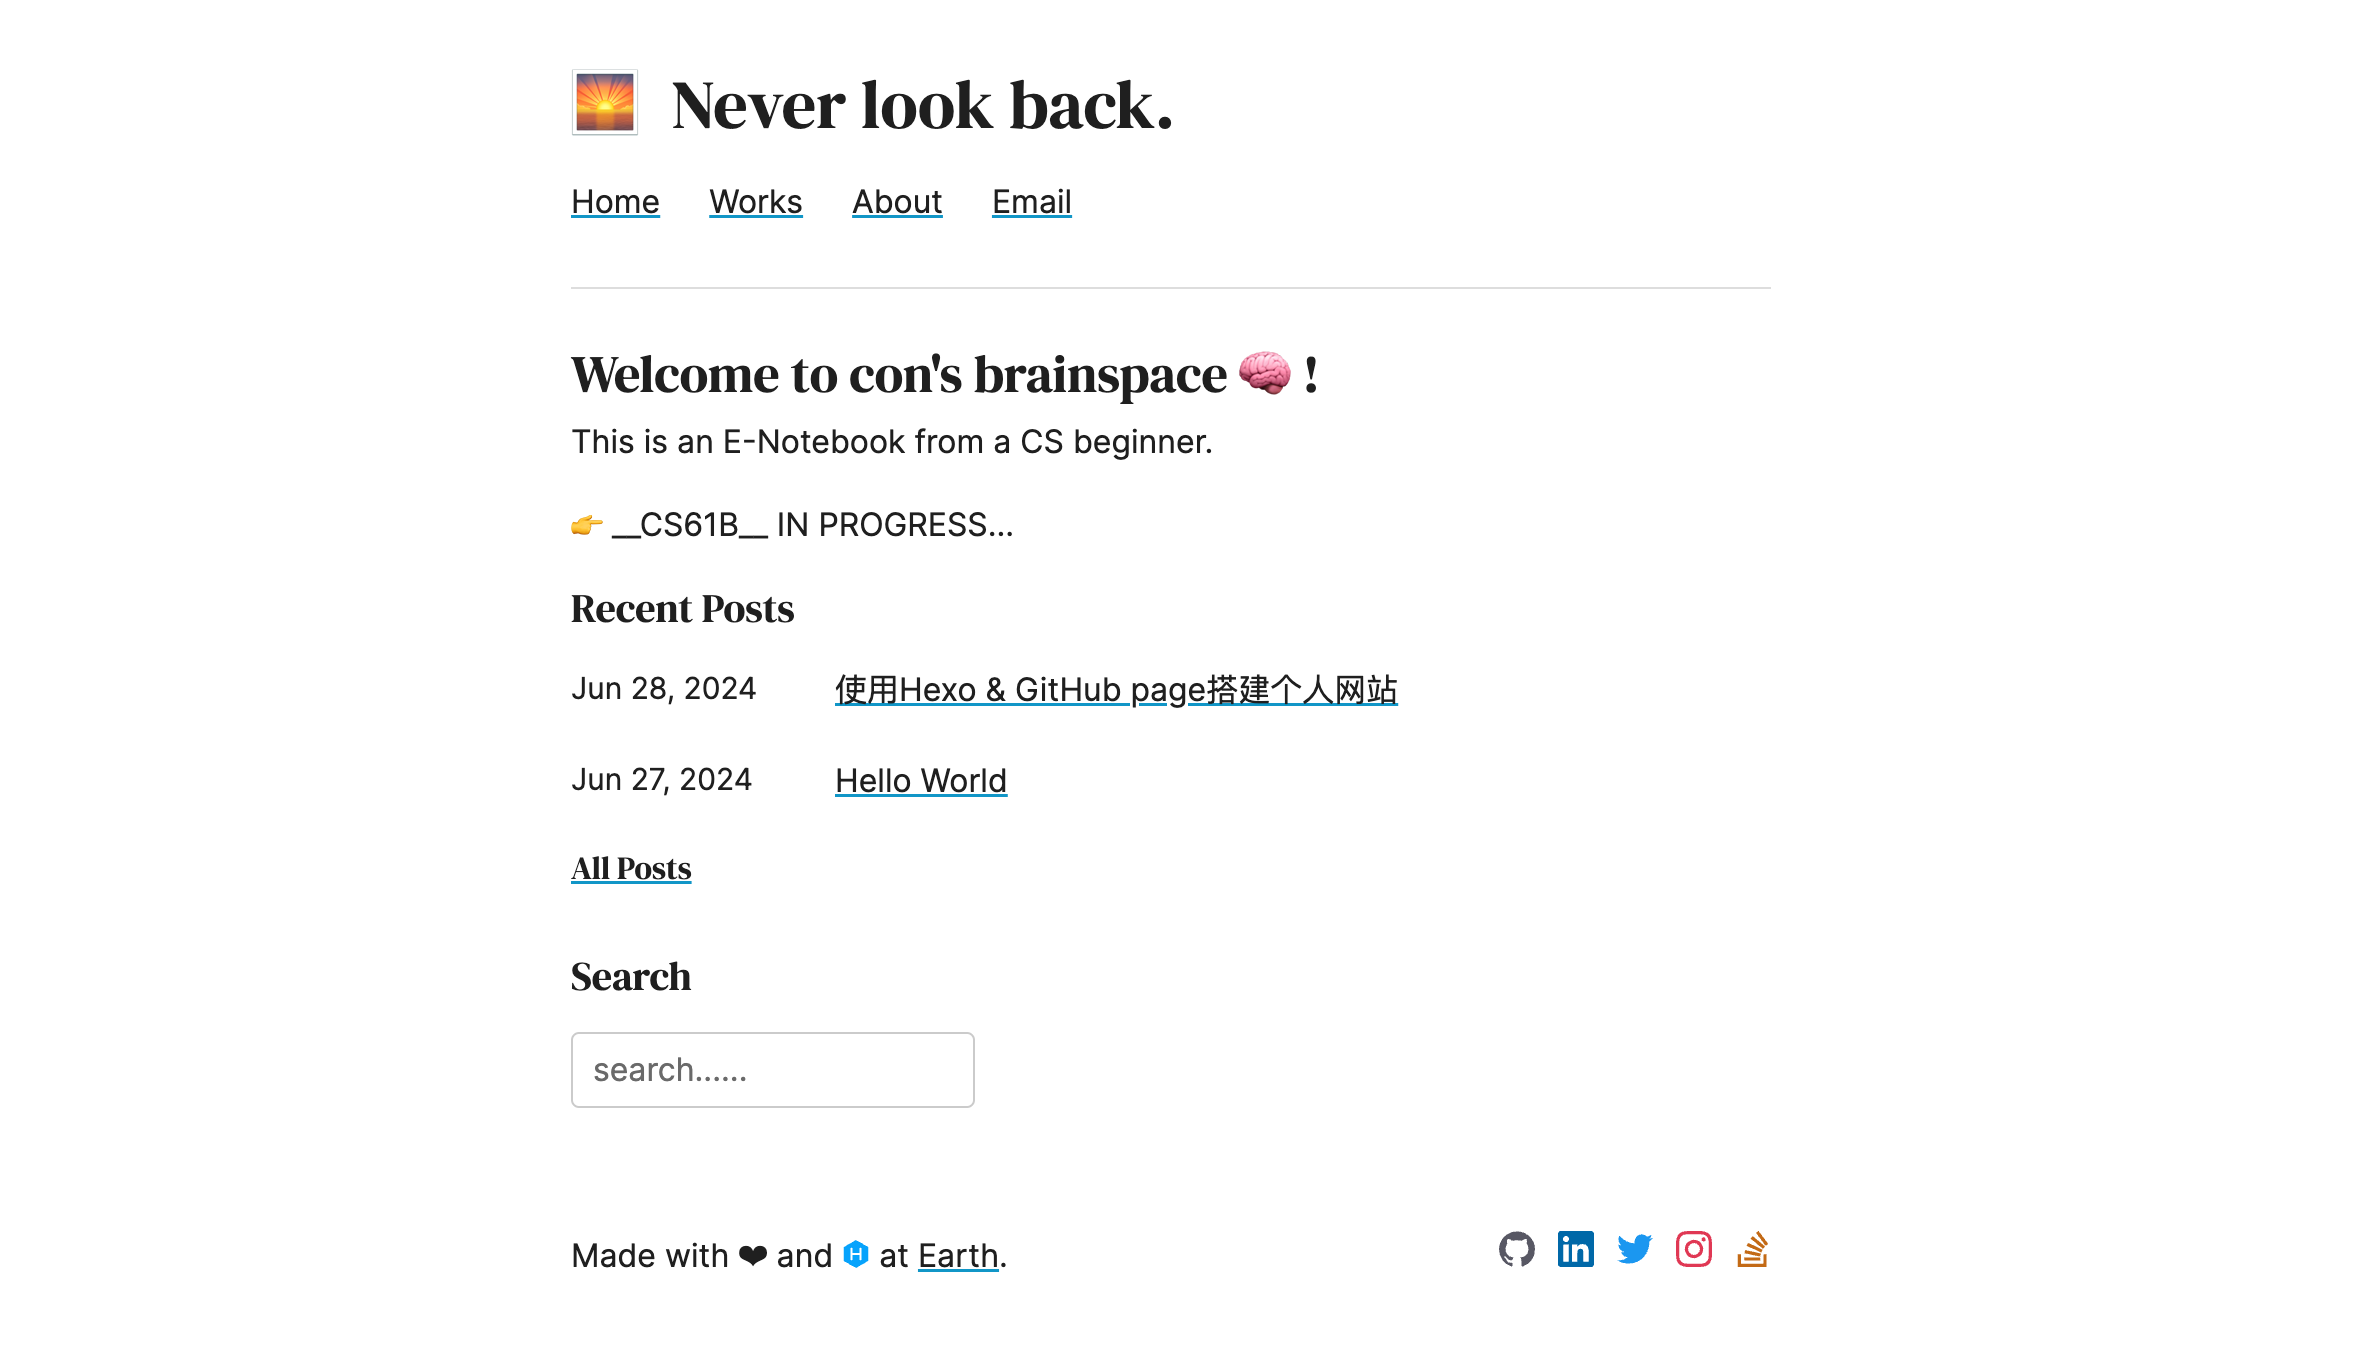 Never look back.
Home Works About Email
Welcome to con's brainspace 🧠 !
This is an E-Notebook from a CS beginner.
👉 __CS61B__ IN PROGRESS...
Recent Posts
Jun 28, 2024 使用Hexo & GitHub page搭建个人网站
Jun 27, 2024 Hello World
All Posts
Search
search......
Made with ❤ and H at Earth.
in